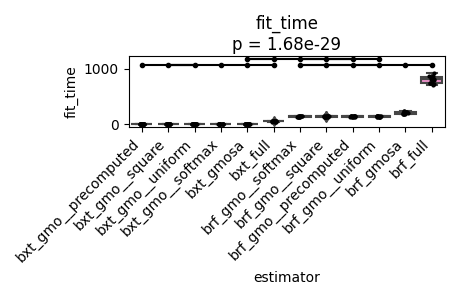 fit_time
p = 1.68e-29
fit_time
1000
0
bxt_gmo__precomputed
bxt_gmo__square
bxt_gmo__uniform
bxt_gmo__softmax
bxt_gmosa
bxt_full
brf_gmo__softmax
brf_gmo__square
brf_gmo__precomputed
brf_gmo__uniform
brf_gmosa
brf_full
estimator